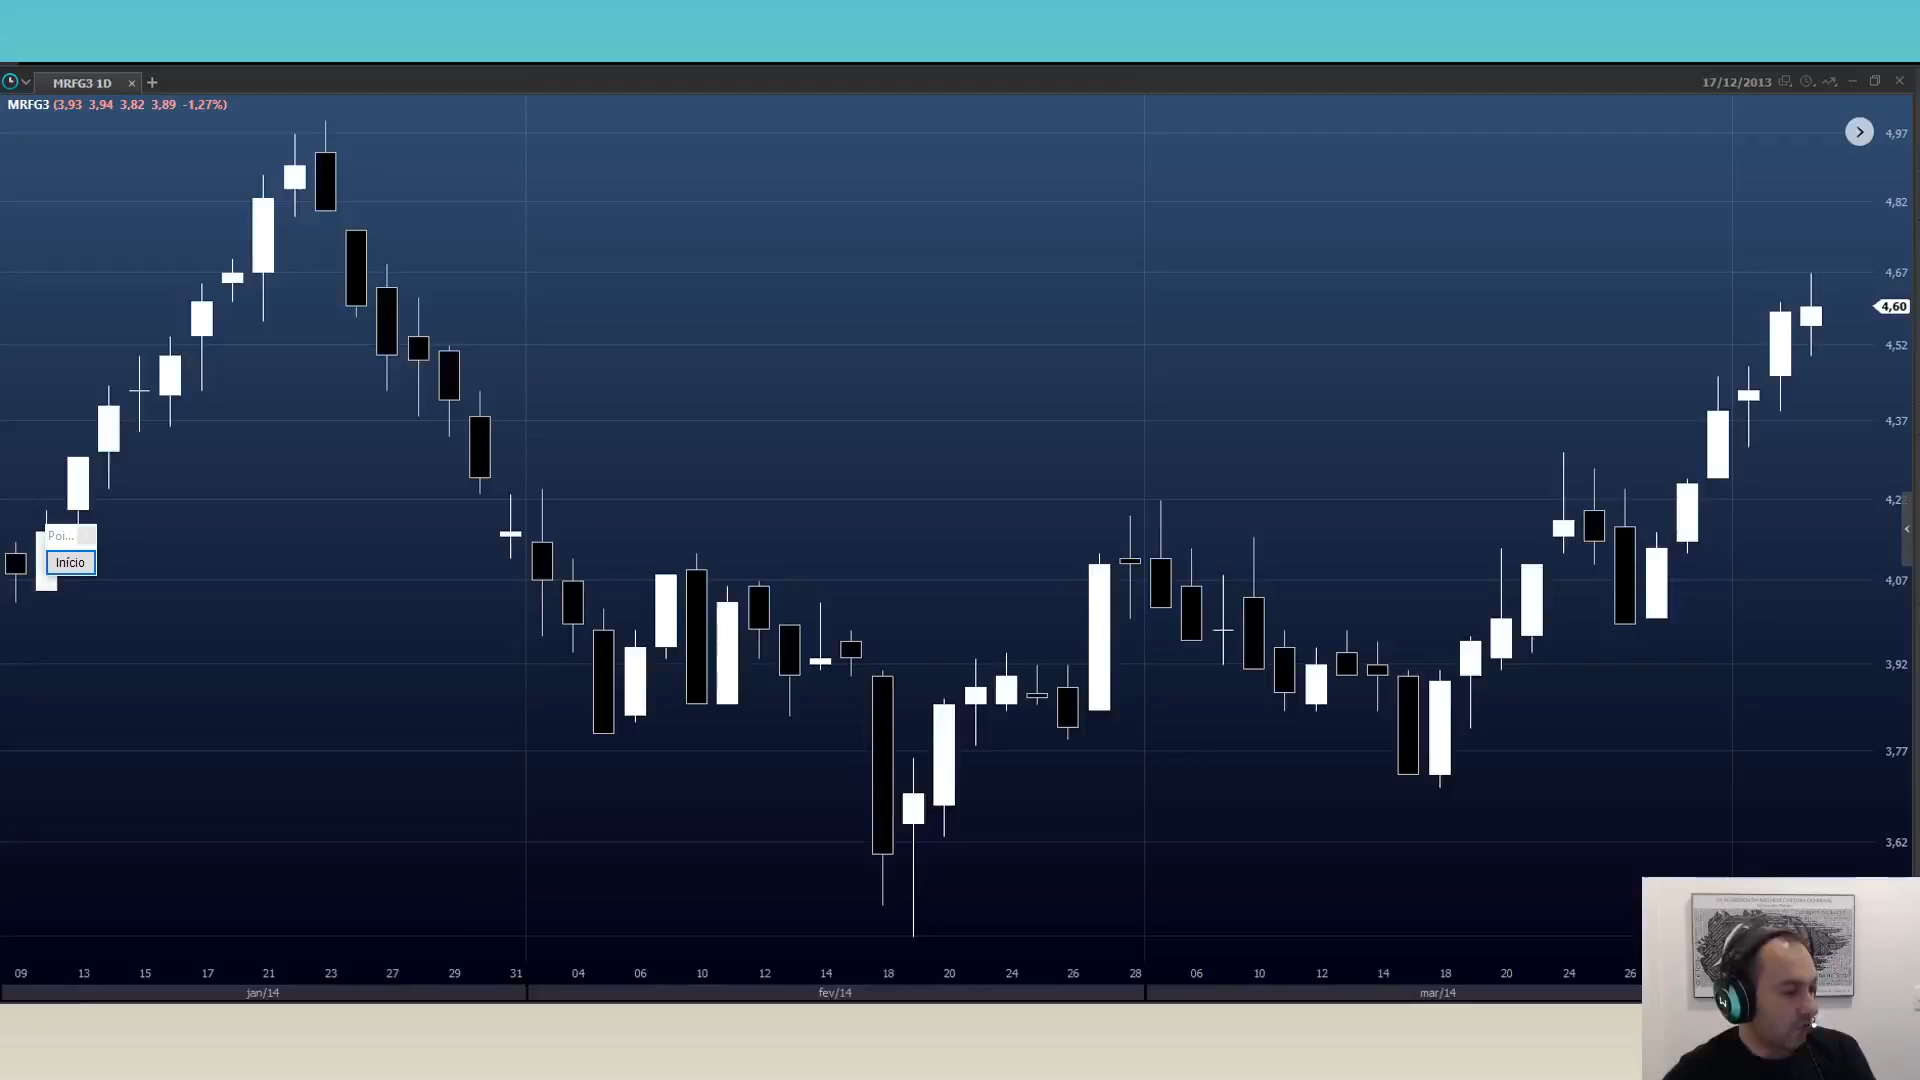 MRFG3 1D × +
17/12/2013
MRFG3 (3,93 3,94 3,82 3,89 -1,27%)
4,97
4,82
4,67
4,60
4,52
4,37
4,2
4,07
3,92
3,77
3,62
Poi...
Início
09 13 15 17 21 23 27 29 31 04 06 10 12 14 18 20 24 26 28 06 10 12 14 18 20 24 26
jan/14 fev/14 mar/14